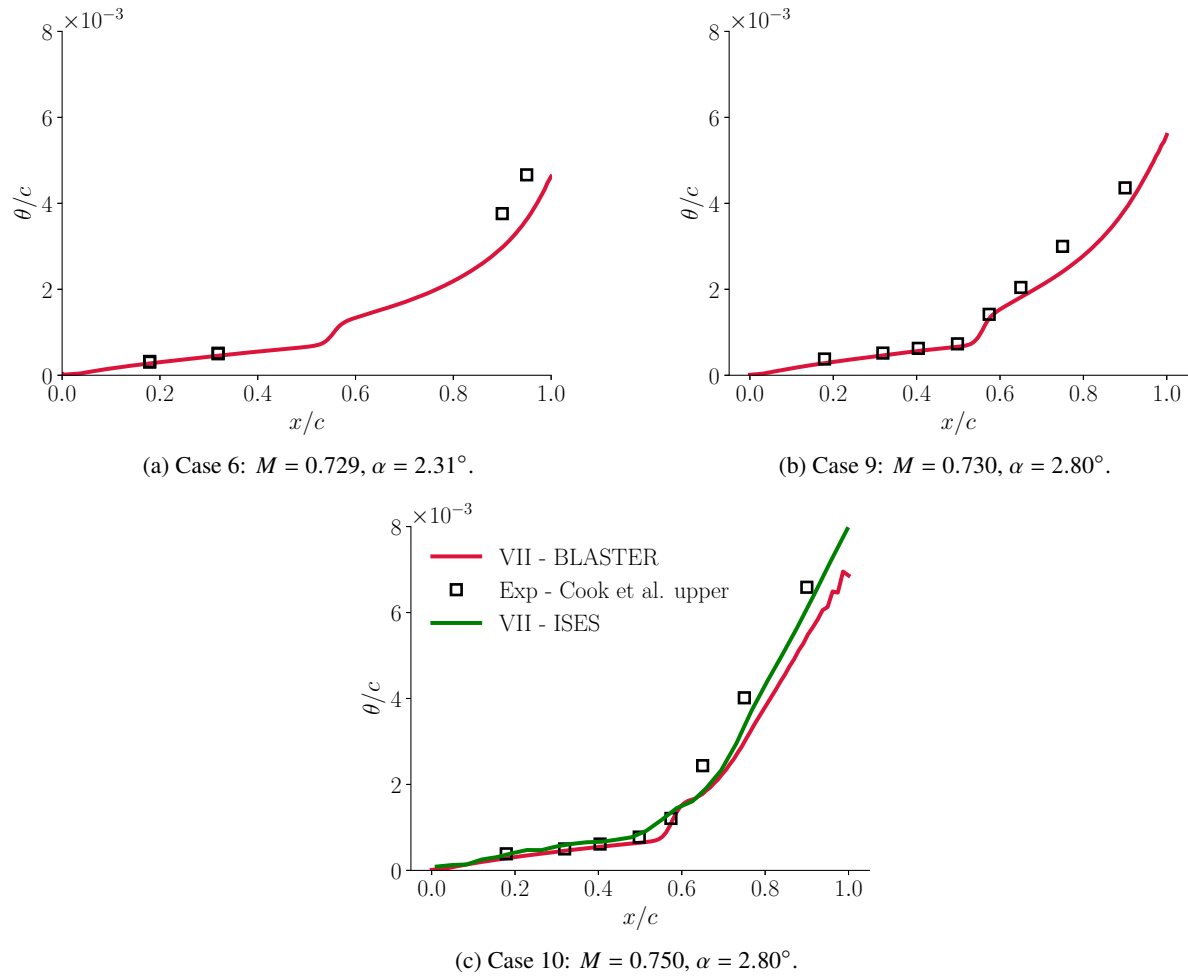 ×10⁻³
8
6
4
2
0
θ/c
0.0 0.2 0.4 0.6 0.8 1.0
x/c
(a) Case 6: M = 0.729, α = 2.31°.
×10⁻³
8
6
4
2
0
θ/c
0.0 0.2 0.4 0.6 0.8 1.0
x/c
(b) Case 9: M = 0.730, α = 2.80°.
×10⁻³
8
6
4
2
0
θ/c
VII - BLASTER
Exp - Cook et al. upper
VII - ISES
0.0 0.2 0.4 0.6 0.8 1.0
x/c
(c) Case 10: M = 0.750, α = 2.80°.